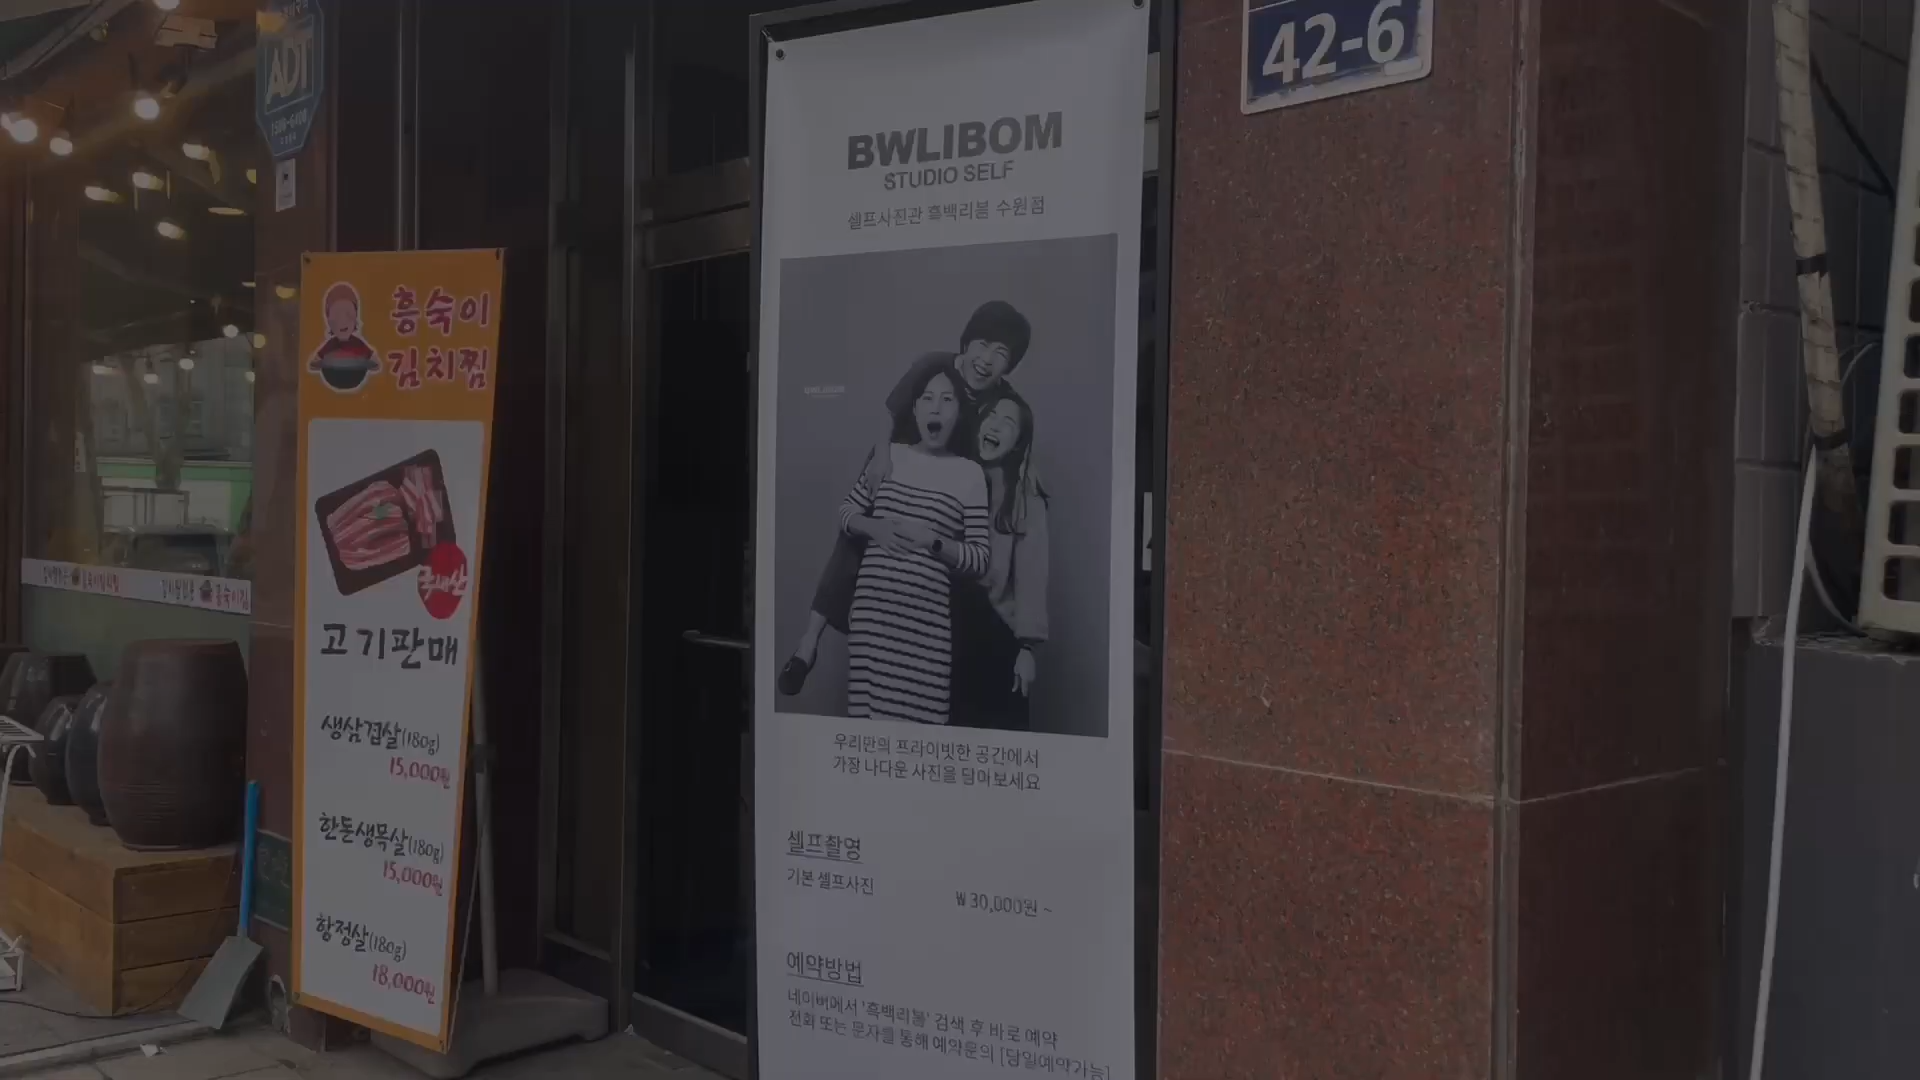 ADT
42-6
흥숙이
김치찜
국내산
고기판매
생삼겹살(180g)
15,000원
한돈생목살(180g)
15,000원
항정살(180g)
18,000원
BWLIBOM
STUDIO SELF
셀프사진관 흑백리봄 수원점
BWLIBOM
우리만의 프라이빗한 공간에서
가장 나다운 사진을 담아보세요
셀프촬영
기본 셀프사진
₩ 30,000원 ~
예약방법
네이버에서 '흑백리봄' 검색 후 바로 예약
전화 또는 문자를 통해 예약문의 [당일예약가능]